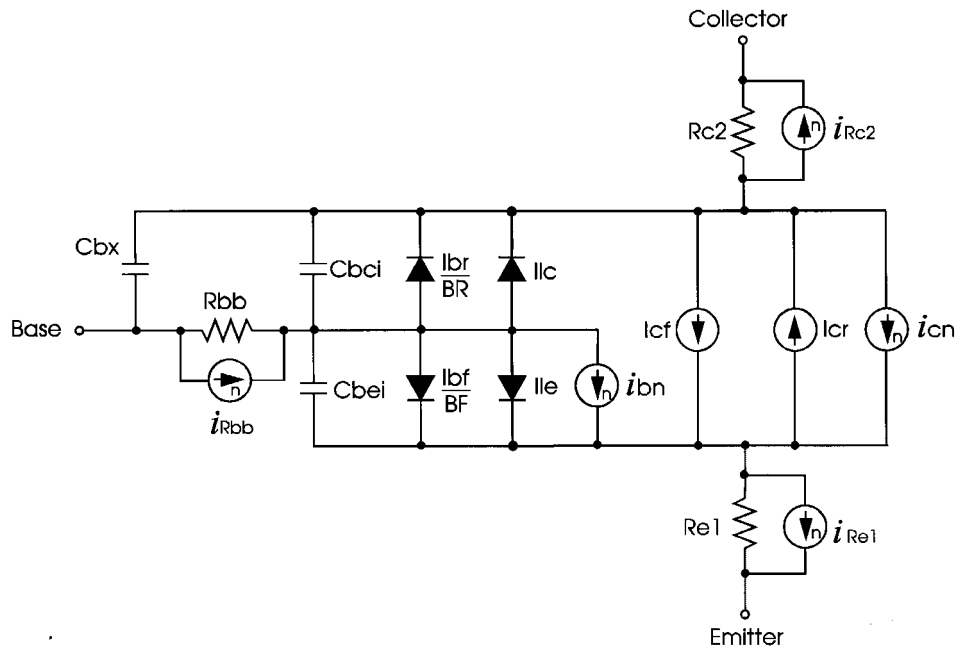 Collector
Rc2
n
iRc2
Cbx
Cbci
Ibr
BR
Ilc
Rbb
Base
n
iRbb
Cbei
Ibf
BF
Ile
n
ibn
Icf
Icr
n
icn
Re1
n
iRe1
Emitter